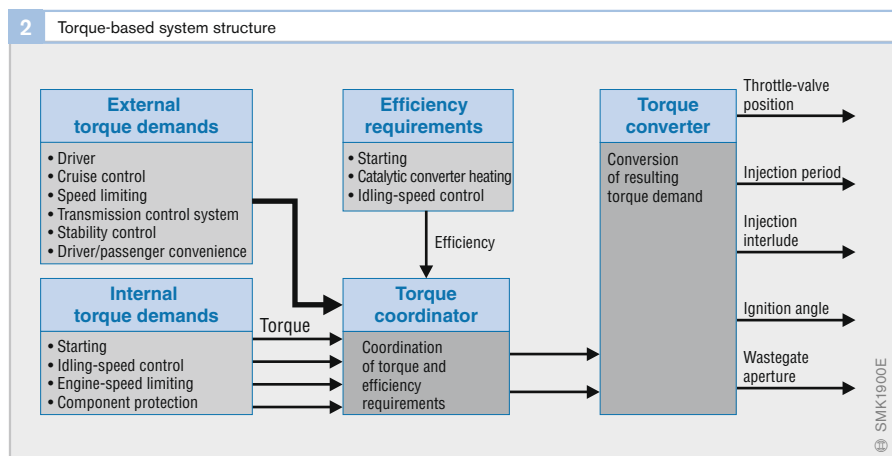 2
Torque-based system structure
External
torque demands
• Driver
• Cruise control
• Speed limiting
• Transmission control system
• Stability control
• Driver/passenger convenience
Efficiency
requirements
• Starting
• Catalytic converter heating
• Idling-speed control
Efficiency
Internal
torque demands
• Starting
• Idling-speed control
• Engine-speed limiting
• Component protection
Torque
Torque
coordinator
Coordination
of torque and
efficiency
requirements
Torque
converter
Conversion
of resulting
torque demand
Throttle-valve
position
Injection period
Injection
interlude
Ignition angle
Wastegate
aperture
SMK1900E